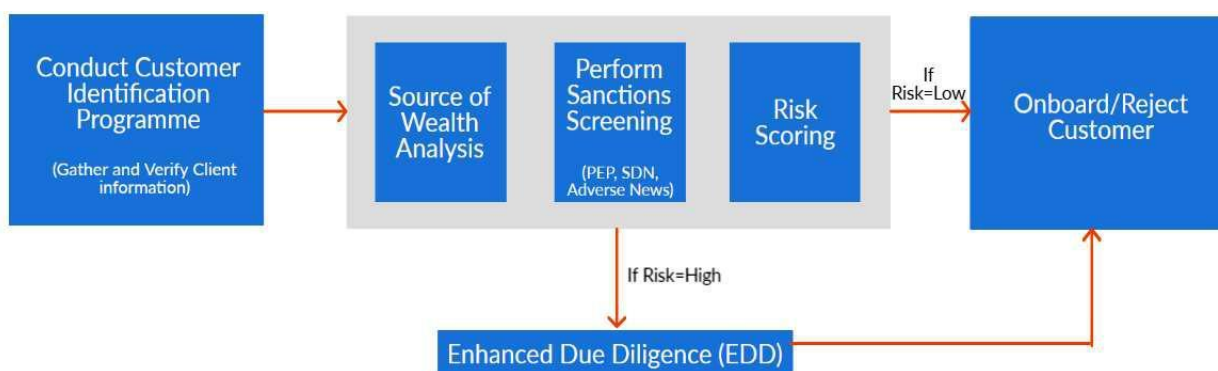 Conduct Customer
Identification
Programme
(Gather and Verify Client
information)
Source of
Wealth
Analysis
Perform
Sanctions
Screening
(PEP, SDN,
Adverse News)
Risk
Scoring
If
Risk=Low
Onboard/Reject
Customer
If Risk=High
Enhanced Due Diligence (EDD)